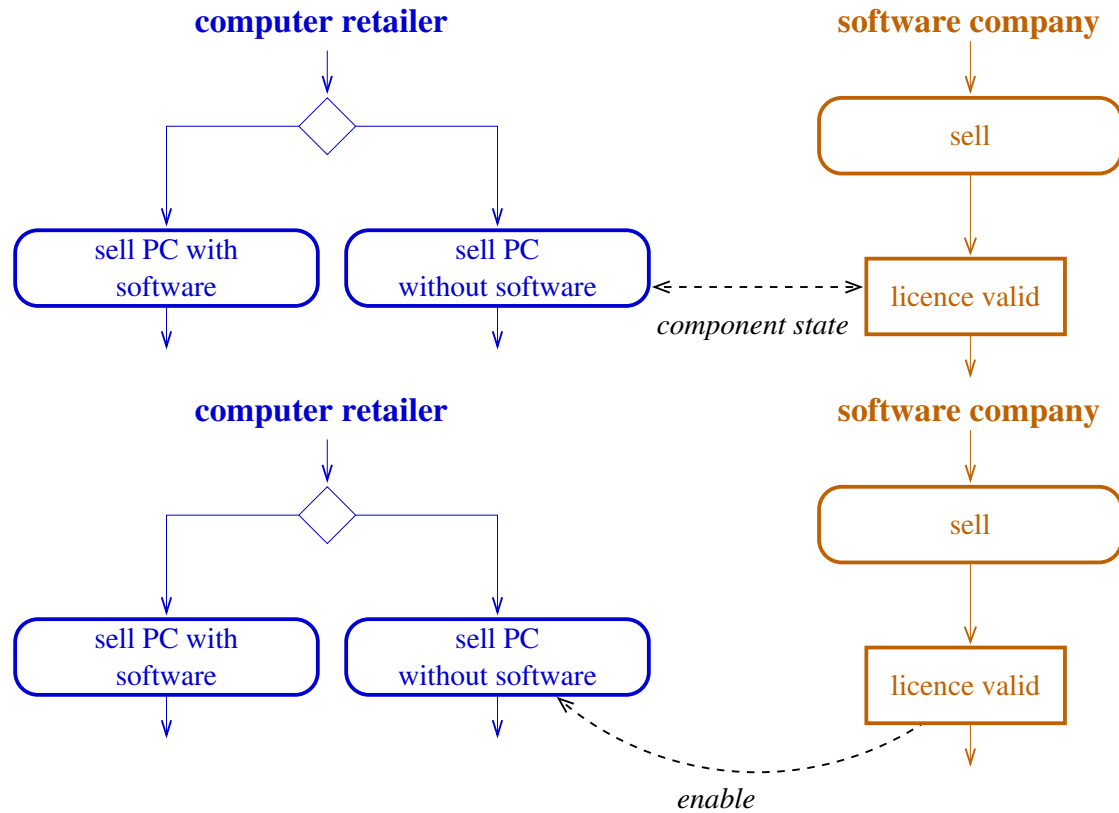 computer retailer
software company
sell
sell PC with
software
sell PC
without software
licence valid
component state
computer retailer
software company
sell
sell PC with
software
sell PC
without software
licence valid
enable